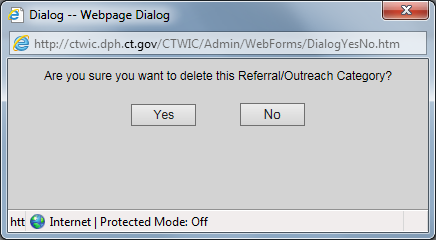 Dialog -- Webpage Dialog
http://ctwic.dph.ct.gov/CTWIC/Admin/WebForms/DialogYesNo.htm
Are you sure you want to delete this Referral/Outreach Category?
Yes No
htt Internet | Protected Mode: Off